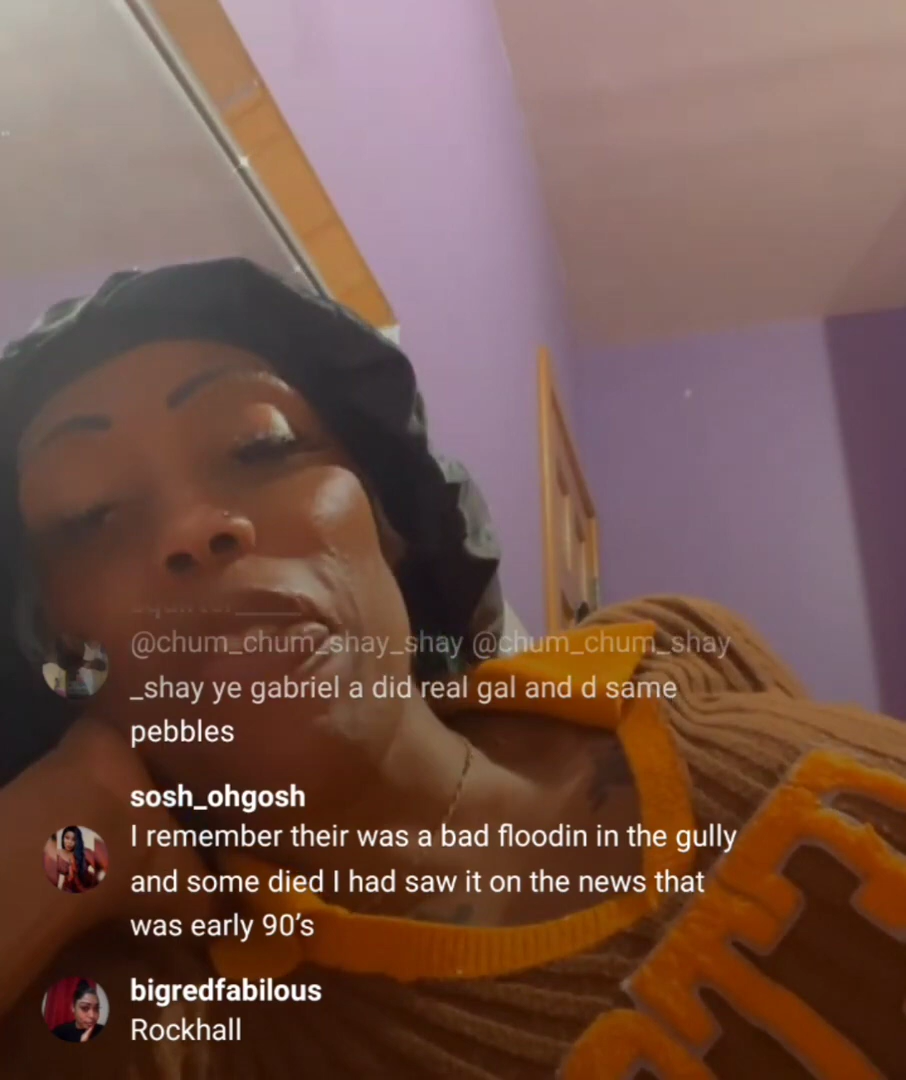 @chum_chum_shay_shay @chum_chum_shay
_shay ye gabriel a did real gal and d same
pebbles
sosh_ohgosh
I remember their was a bad floodin in the gully
and some died I had saw it on the news that
was early 90's
bigredfabilous
Rockhall